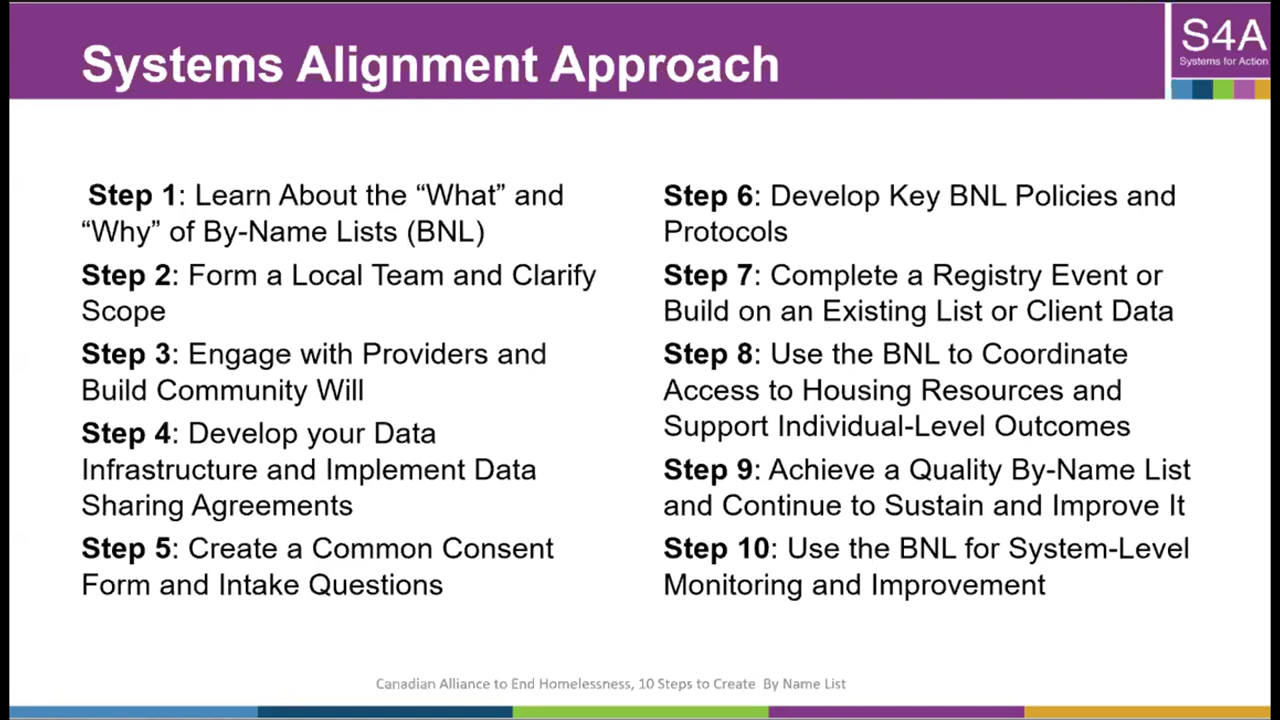 Systems Alignment Approach
S4A
Systems for Action
Step 1: Learn About the “What” and
“Why” of By-Name Lists (BNL)
Step 2: Form a Local Team and Clarify
Scope
Step 3: Engage with Providers and
Build Community Will
Step 4: Develop your Data
Infrastructure and Implement Data
Sharing Agreements
Step 5: Create a Common Consent
Form and Intake Questions
Step 6: Develop Key BNL Policies and
Protocols
Step 7: Complete a Registry Event or
Build on an Existing List or Client Data
Step 8: Use the BNL to Coordinate
Access to Housing Resources and
Support Individual-Level Outcomes
Step 9: Achieve a Quality By-Name List
and Continue to Sustain and Improve It
Step 10: Use the BNL for System-Level
Monitoring and Improvement
Canadian Alliance to End Homelessness, 10 Steps to Create By Name List